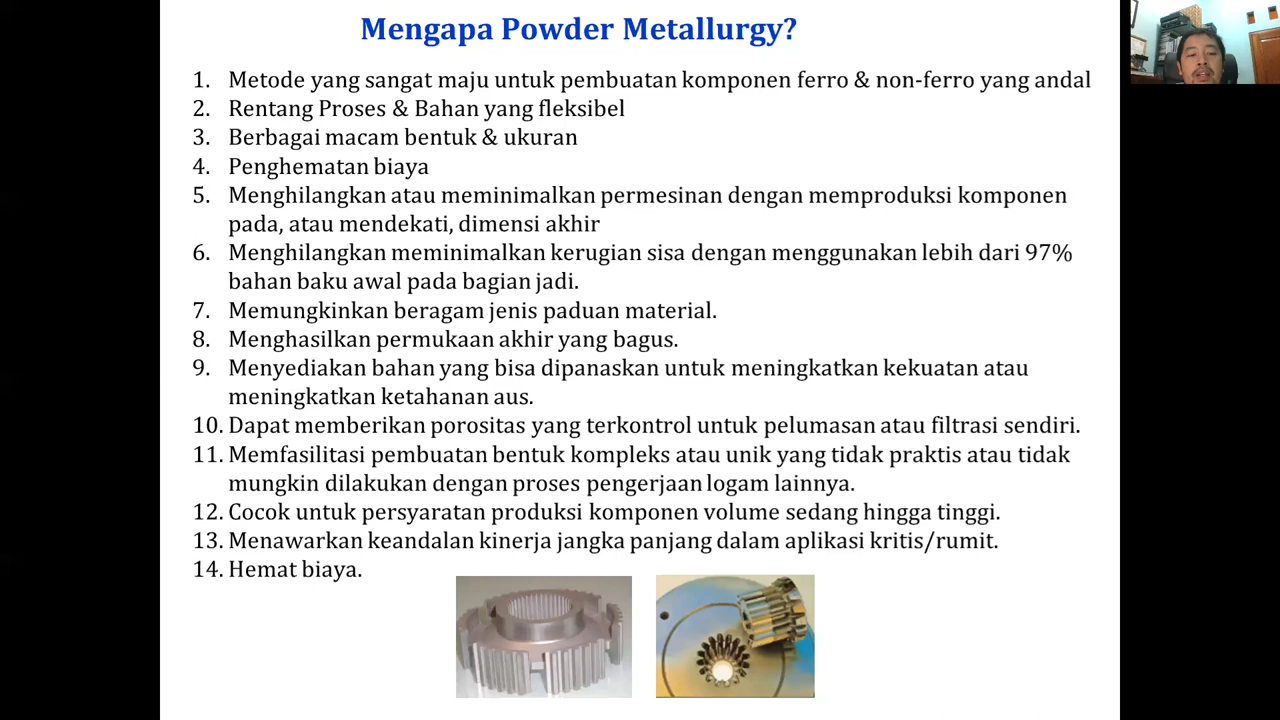 Mengapa Powder Metallurgy?
1. Metode yang sangat maju untuk pembuatan komponen ferro & non-ferro yang andal
2. Rentang Proses & Bahan yang fleksibel
3. Berbagai macam bentuk & ukuran
4. Penghematan biaya
5. Menghilangkan atau meminimalkan permesinan dengan memproduksi komponen
pada, atau mendekati, dimensi akhir
6. Menghilangkan meminimalkan kerugian sisa dengan menggunakan lebih dari 97%
bahan baku awal pada bagian jadi.
7. Memungkinkan beragam jenis paduan material.
8. Menghasilkan permukaan akhir yang bagus.
9. Menyediakan bahan yang bisa dipanaskan untuk meningkatkan kekuatan atau
meningkatkan ketahanan aus.
10. Dapat memberikan porositas yang terkontrol untuk pelumasan atau filtrasi sendiri.
11. Memfasilitasi pembuatan bentuk kompleks atau unik yang tidak praktis atau tidak
mungkin dilakukan dengan proses pengerjaan logam lainnya.
12. Cocok untuk persyaratan produksi komponen volume sedang hingga tinggi.
13. Menawarkan keandalan kinerja jangka panjang dalam aplikasi kritis/rumit.
14. Hemat biaya.